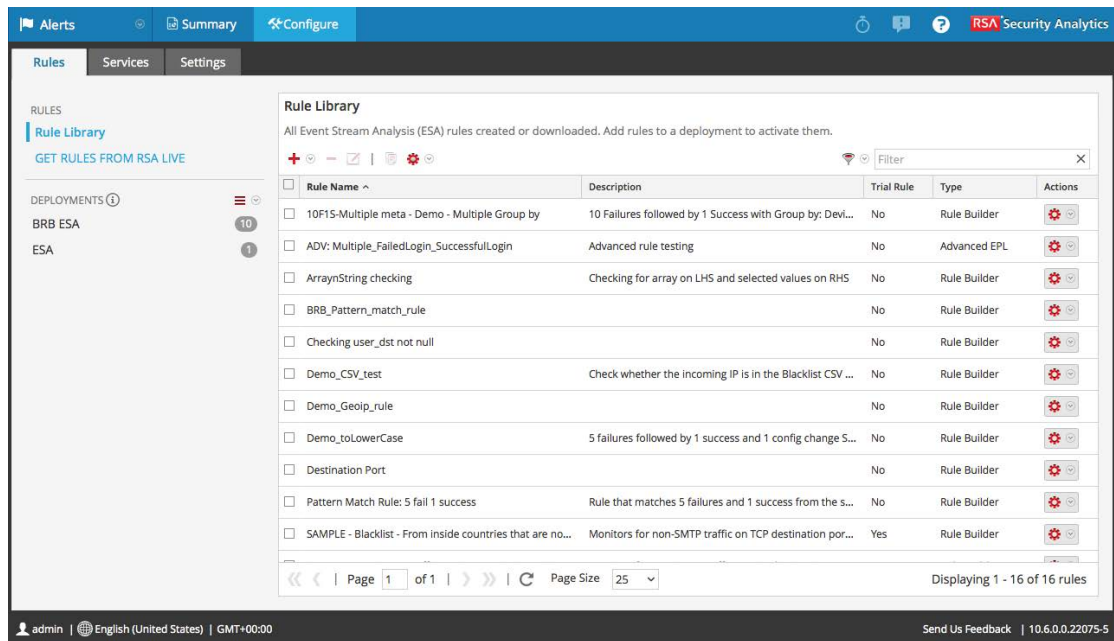 Alerts
Summary
Configure
RSA Security Analytics
Rules
Services
Settings
RULES
Rule Library
GET RULES FROM RSA LIVE
DEPLOYMENTS
BRB ESA 10
ESA 1
Rule Library
All Event Stream Analysis (ESA) rules created or downloaded. Add rules to a deployment to activate them.
Filter
Rule Name Description Trial Rule Type Actions
10F1S-Multiple meta - Demo - Multiple Group by 10 Failures followed by 1 Success with Group by: Devi... No Rule Builder
ADV: Multiple_FailedLogin_SuccessfulLogin Advanced rule testing No Advanced EPL
ArraynString checking Checking for array on LHS and selected values on RHS No Rule Builder
BRB_Pattern_match_rule No Rule Builder
Checking user_dst not null No Rule Builder
Demo_CSV_test Check whether the incoming IP is in the Blacklist CSV ... No Rule Builder
Demo_Geoip_rule No Rule Builder
Demo_toLowerCase 5 failures followed by 1 success and 1 config change S... No Rule Builder
Destination Port No Rule Builder
Pattern Match Rule: 5 fail 1 success Rule that matches 5 failures and 1 success from the s... No Rule Builder
SAMPLE - Blacklist - From inside countries that are no... Monitors for non-SMTP traffic on TCP destination por... Yes Rule Builder
Page 1 of 1 | Page Size 25
Displaying 1 - 16 of 16 rules
admin | English (United States) | GMT+00:00
Send Us Feedback | 10.6.0.0.22075-5